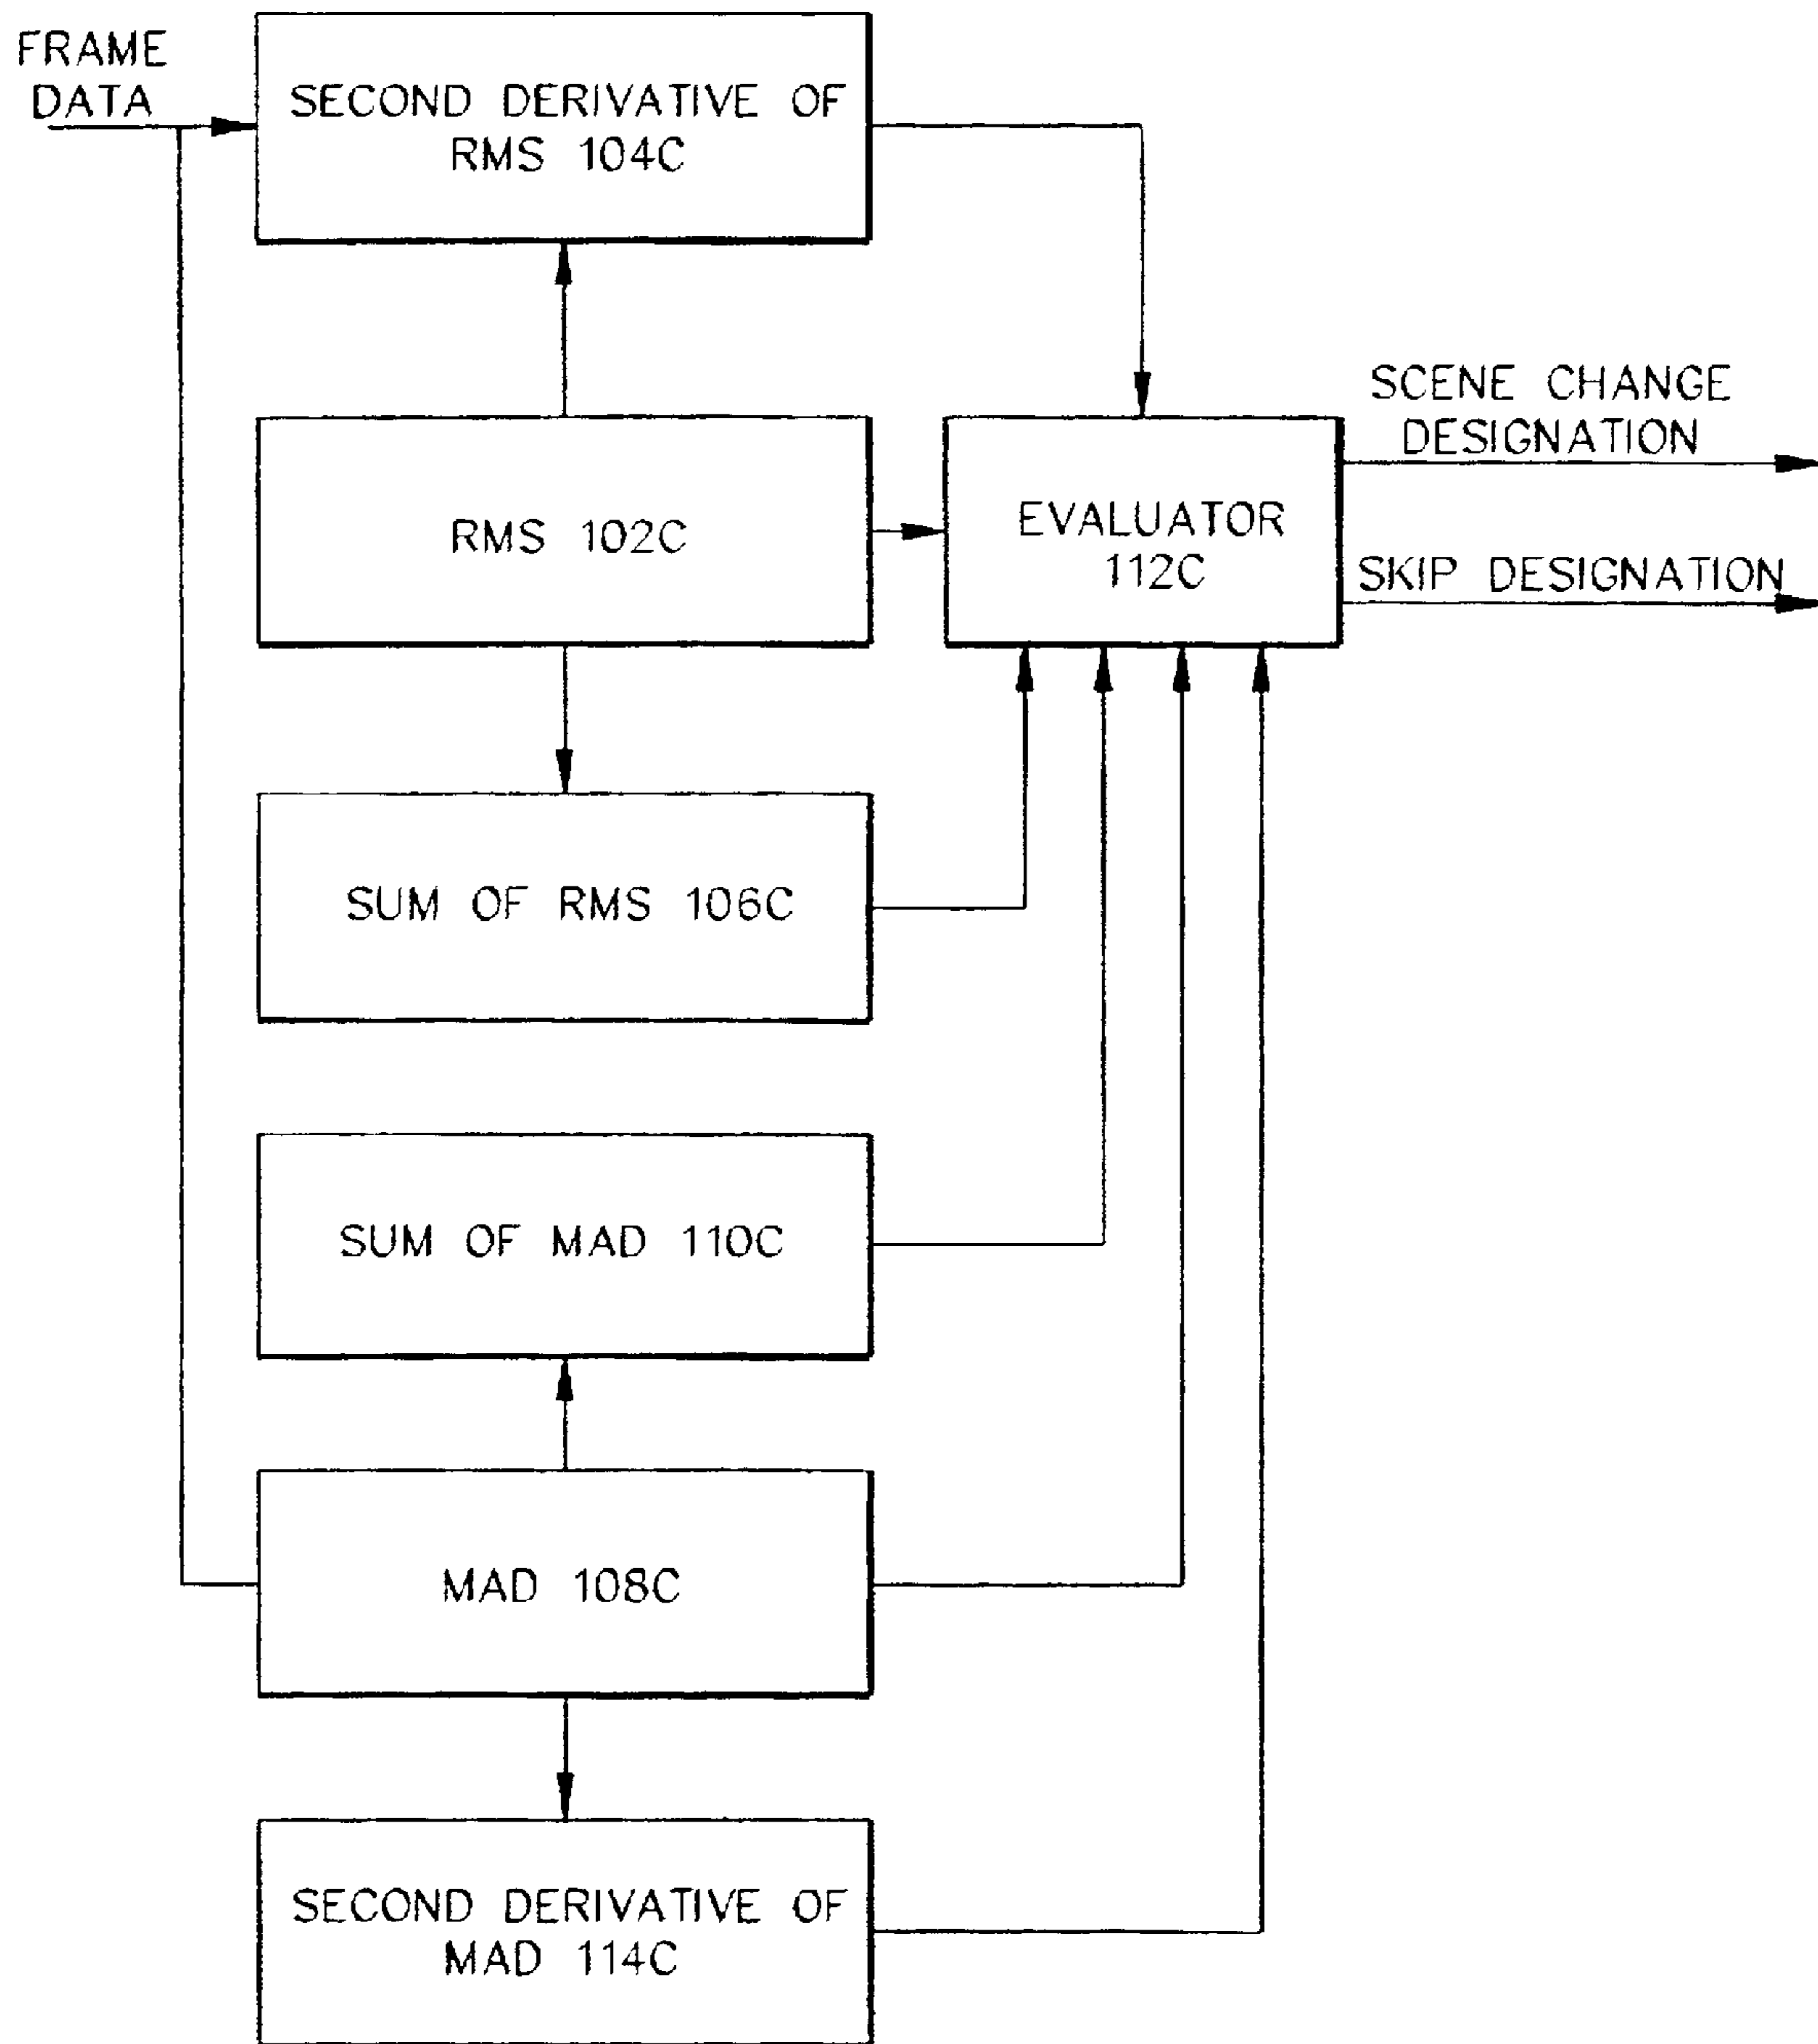 FRAME
DATA
SECOND DERIVATIVE OF
RMS 104C
RMS 102C
EVALUATOR
112C
SCENE CHANGE
DESIGNATION
SKIP DESIGNATION
SUM OF RMS 106C
SUM OF MAD 110C
MAD 108C
SECOND DERIVATIVE OF
MAD 114C